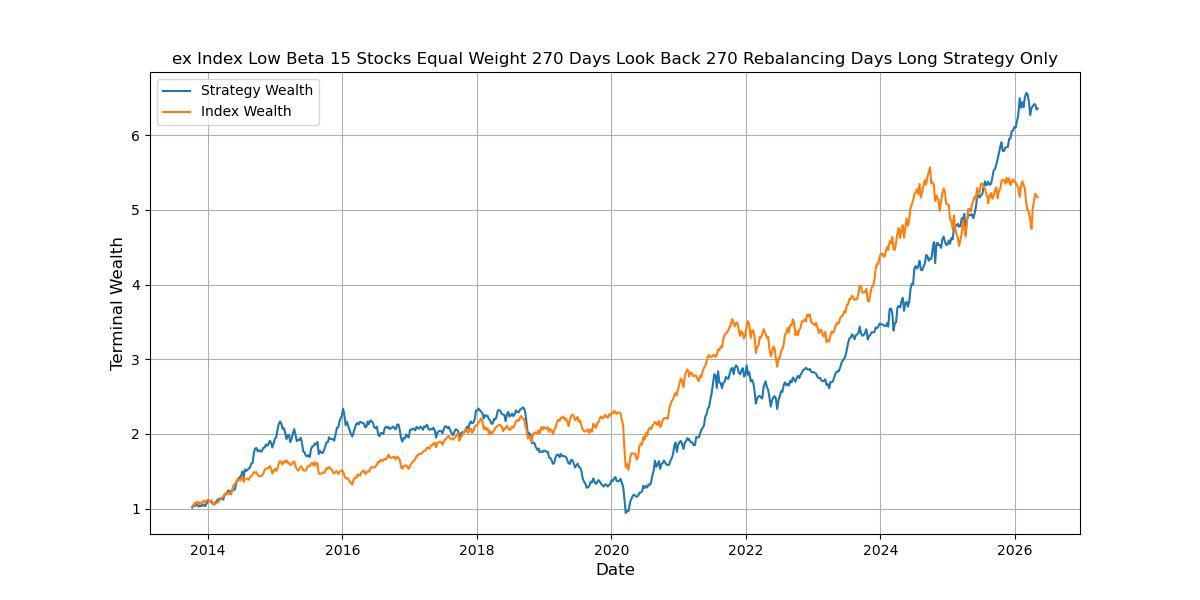 ex Index Low Beta 15 Stocks Equal Weight 270 Days Look Back 270 Rebalancing Days Long Strategy Only
Strategy Wealth
Index Wealth
Terminal Wealth
6
5
4
3
2
1
2014 2016 2018 2020 2022 2024 2026
Date